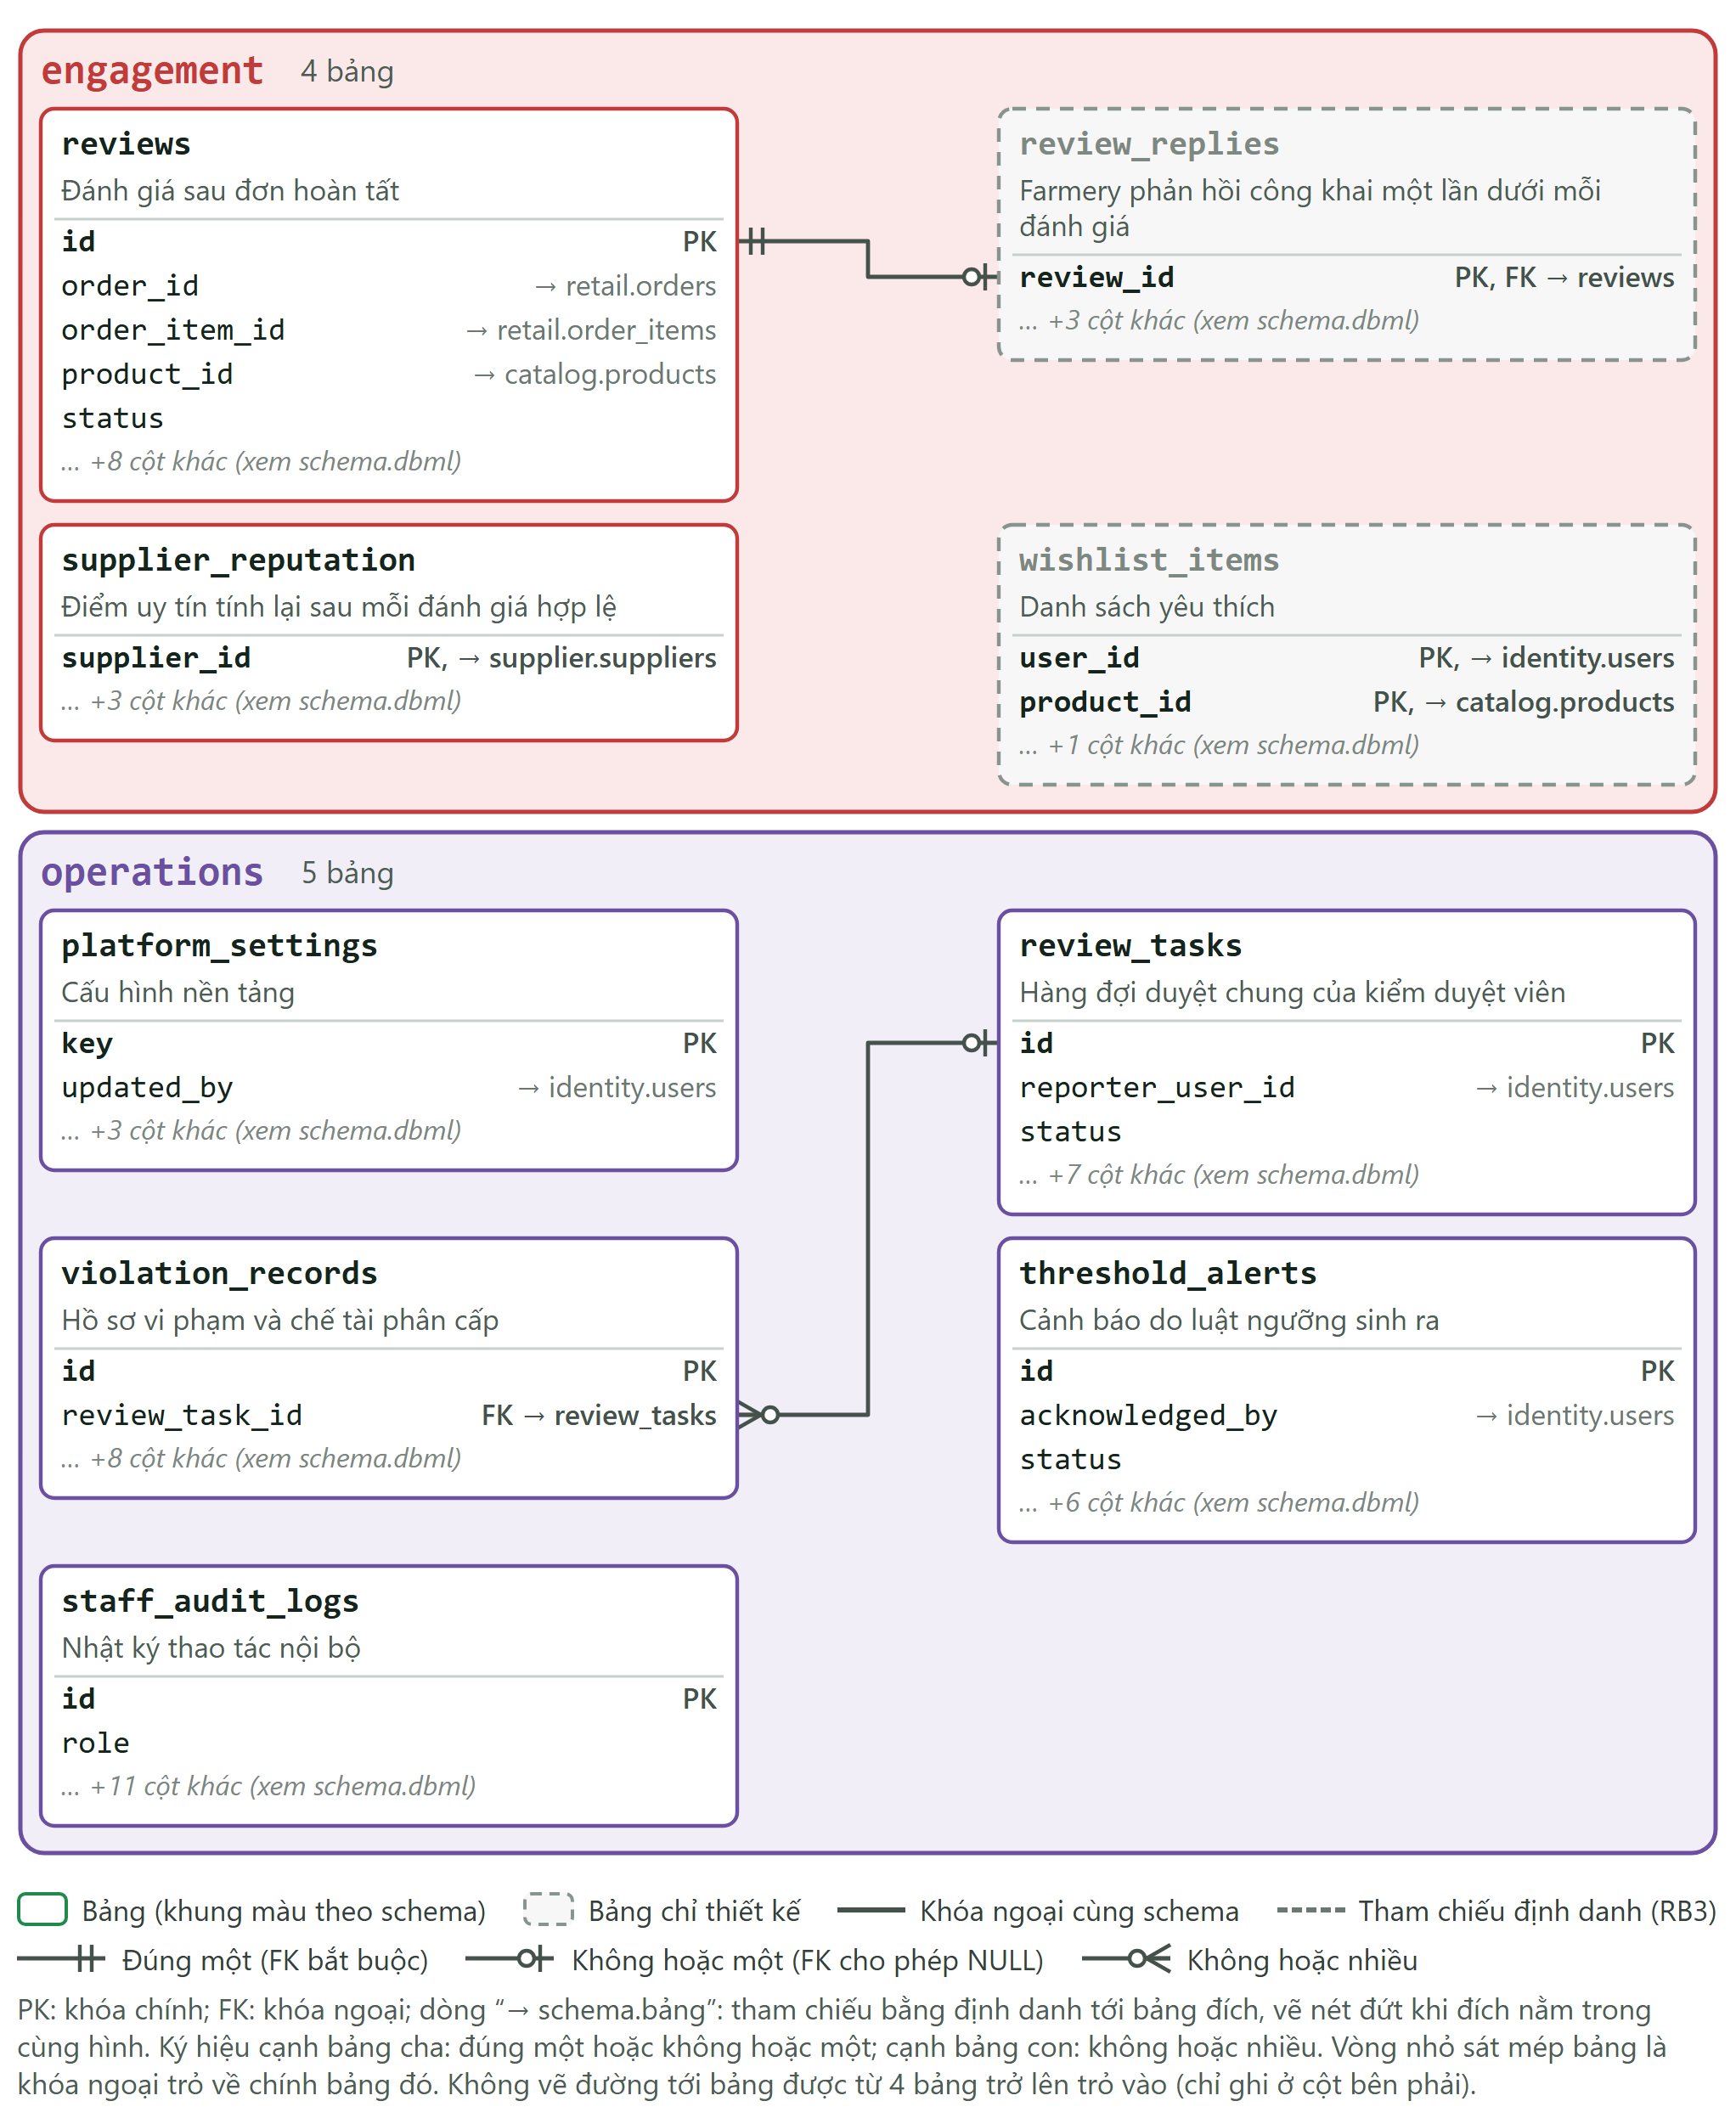 engagement 4 bảng
reviews
Đánh giá sau đơn hoàn tất
id PK
order_id → retail.orders
order_item_id → retail.order_items
product_id → catalog.products
status
... +8 cột khác (xem schema.dbml)
review_replies
Farmery phản hồi công khai một lần dưới mỗi
đánh giá
review_id PK, FK → reviews
... +3 cột khác (xem schema.dbml)
supplier_reputation
Điểm uy tín tính lại sau mỗi đánh giá hợp lệ
supplier_id PK, → supplier.suppliers
... +3 cột khác (xem schema.dbml)
wishlist_items
Danh sách yêu thích
user_id PK, → identity.users
product_id PK, → catalog.products
... +1 cột khác (xem schema.dbml)
operations 5 bảng
platform_settings
Cấu hình nền tảng
key PK
updated_by → identity.users
... +3 cột khác (xem schema.dbml)
review_tasks
Hàng đợi duyệt chung của kiểm duyệt viên
id PK
reporter_user_id → identity.users
status
... +7 cột khác (xem schema.dbml)
violation_records
Hồ sơ vi phạm và chế tài phân cấp
id PK
review_task_id FK → review_tasks
... +8 cột khác (xem schema.dbml)
threshold_alerts
Cảnh báo do luật ngưỡng sinh ra
id PK
acknowledged_by → identity.users
status
... +6 cột khác (xem schema.dbml)
staff_audit_logs
Nhật ký thao tác nội bộ
id PK
role
... +11 cột khác (xem schema.dbml)
Bảng (khung màu theo schema) Bảng chỉ thiết kế Khóa ngoại cùng schema Tham chiếu định danh (RB3)
Đúng một (FK bắt buộc) Không hoặc một (FK cho phép NULL) Không hoặc nhiều
PK: khóa chính; FK: khóa ngoại; dòng “→ schema.bảng”: tham chiếu bằng định danh tới bảng đích, vẽ nét đứt khi đích nằm trong
cùng hình. Ký hiệu cạnh bảng cha: đúng một hoặc không hoặc một; cạnh bảng con: không hoặc nhiều. Vòng nhỏ sát mép bảng là
khóa ngoại trỏ về chính bảng đó. Không vẽ đường tới bảng được từ 4 bảng trở lên trỏ vào (chỉ ghi ở cột bên phải).